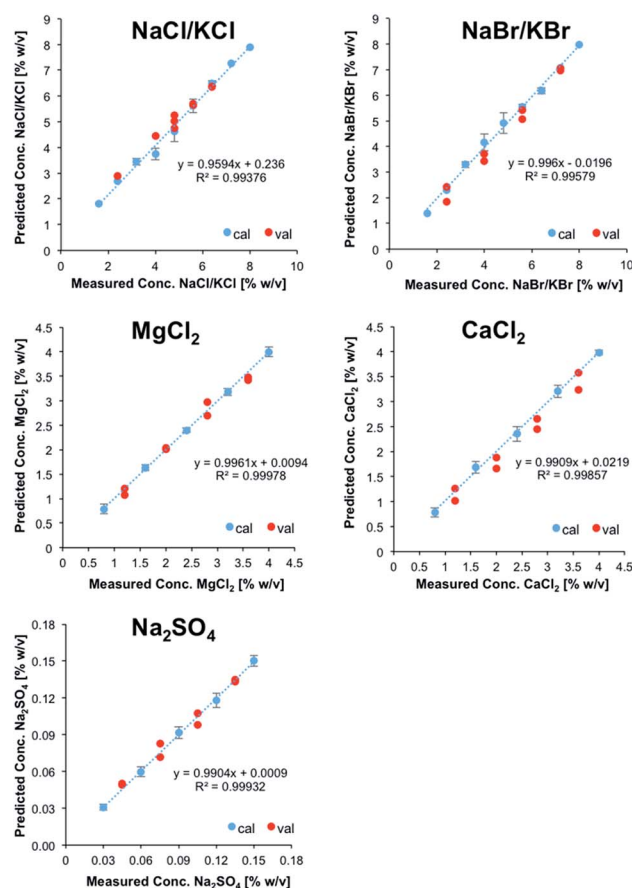 NaCl/KCl
Predicted Conc. NaCl/KCl [% w/v]
9
8
7
6
5
4
3
2
1
0
y = 0.9594x + 0.236
R² = 0.99376
cal val
0 2 4 6 8 10
Measured Conc. NaCl/KCl [% w/v]
NaBr/KBr
Predicted Conc. NaBr/KBr [% w/v]
9
8
7
6
5
4
3
2
1
0
y = 0.996x - 0.0196
R² = 0.99579
cal val
0 2 4 6 8 10
Measured Conc. NaBr/KBr [% w/v]
MgCl₂
Predicted Conc. MgCl₂ [% w/v]
4.5
4
3.5
3
2.5
2
1.5
1
0.5
0
y = 0.9961x + 0.0094
R² = 0.99978
cal val
0 0.5 1 1.5 2 2.5 3 3.5 4 4.5
Measured Conc. MgCl₂ [% w/v]
CaCl₂
Predicted Conc. CaCl₂ [% w/v]
4.5
4
3.5
3
2.5
2
1.5
1
0.5
0
y = 0.9909x + 0.0219
R² = 0.99857
cal val
0 0.5 1 1.5 2 2.5 3 3.5 4 4.5
Measured Conc. CaCl₂ [% w/v]
Na₂SO₄
Predicted Conc. Na₂SO₄ [% w/v]
0.18
0.15
0.12
0.09
0.06
0.03
0.00
y = 0.9904x + 0.0009
R² = 0.99932
cal val
0.00 0.03 0.06 0.09 0.12 0.15 0.18
Measured Conc. Na₂SO₄ [% w/v]